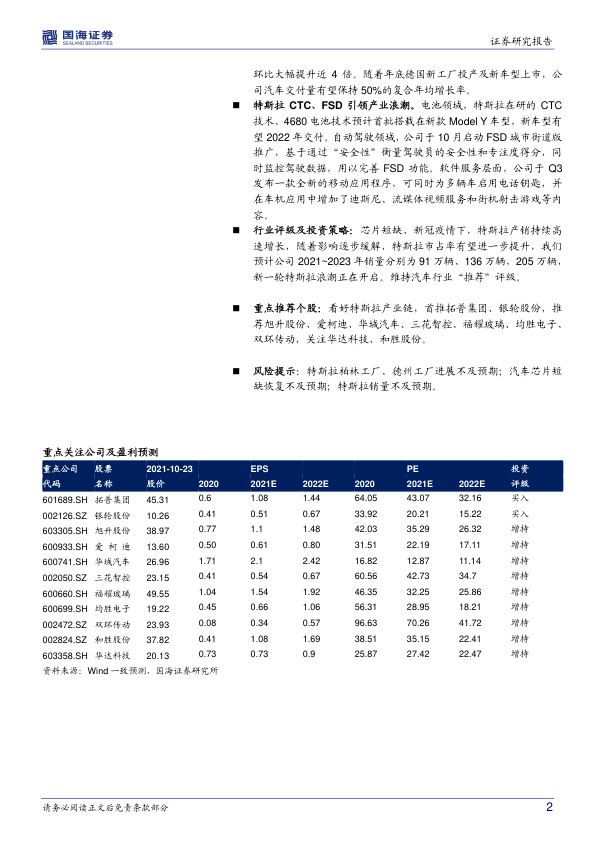 国海证券
SEALAND SECURITIES
证券研究报告
环比大幅提升近 4 倍。随着年底德国新工厂投产及新车型上市，公
司汽车交付量有望保持 50%的复合年均增长率。
■ 特斯拉 CTC、FSD 引领产业浪潮。电池领域，特斯拉在研的 CTC
技术、4680 电池技术预计首批搭载在新款 Model Y 车型，新车型有
望 2022 年交付。自动驾驶领域，公司于 10 月启动 FSD 城市街道版
推广，基于通过“安全性”衡量驾驶员的安全性和专注度得分，同
时监控驾驶数据，用以完善 FSD 功能。软件服务层面，公司于 Q3
发布一款全新的移动应用程序，可同时为多辆车启用电话钥匙，并
在车机应用中增加了迪斯尼、流媒体视频服务和街机射击游戏等内
容。
■ 行业评级及投资策略：芯片短缺、新冠疫情下，特斯拉产销持续高
速增长，随着影响逐步缓解，特斯拉市占率有望进一步提升，我们
预计公司 2021~2023 年销量分别为 91 万辆、136 万辆，205 万辆，
新一轮特斯拉浪潮正在开启。维持汽车行业“推荐”评级。
■ 重点推荐个股：看好特斯拉产业链，首推拓普集团、银轮股份，推
荐旭升股份、爱柯迪、华域汽车、三花智控、福耀玻璃、均胜电子、
双环传动，关注华达科技、和胜股份。
■ 风险提示：特斯拉柏林工厂、德州工厂进展不及预期；汽车芯片短
缺恢复不及预期；特斯拉销量不及预期。
重点关注公司及盈利预测
重点公司 股票 2021-10-23 EPS PE 投资
代码 名称 股价 2020 2021E 2022E 2020 2021E 2022E 评级
601689.SH 拓普集团 45.31 0.6 1.08 1.44 64.05 43.07 32.16 买入
002126.SZ 银轮股份 10.26 0.41 0.51 0.67 33.92 20.21 15.22 买入
603305.SH 旭升股份 38.97 0.77 1.1 1.48 42.03 35.29 26.32 增持
600933.SH 爱 柯 迪 13.60 0.50 0.61 0.80 31.51 22.19 17.11 增持
600741.SH 华域汽车 26.96 1.71 2.1 2.42 16.82 12.87 11.14 增持
002050.SZ 三花智控 23.15 0.41 0.54 0.67 60.56 42.73 34.7 增持
600660.SH 福耀玻璃 49.55 1.04 1.54 1.92 46.35 32.25 25.86 增持
600699.SH 均胜电子 19.22 0.45 0.66 1.06 56.31 28.95 18.21 增持
002472.SZ 双环传动 23.93 0.08 0.34 0.57 96.63 70.26 41.72 增持
002824.SZ 和胜股份 37.82 0.41 1.08 1.69 38.51 35.15 22.41 增持
603358.SH 华达科技 20.13 0.73 0.73 0.9 25.87 27.42 22.47 增持
资料来源：Wind 一致预测，国海证券研究所
请务必阅读正文后免责条款部分 2